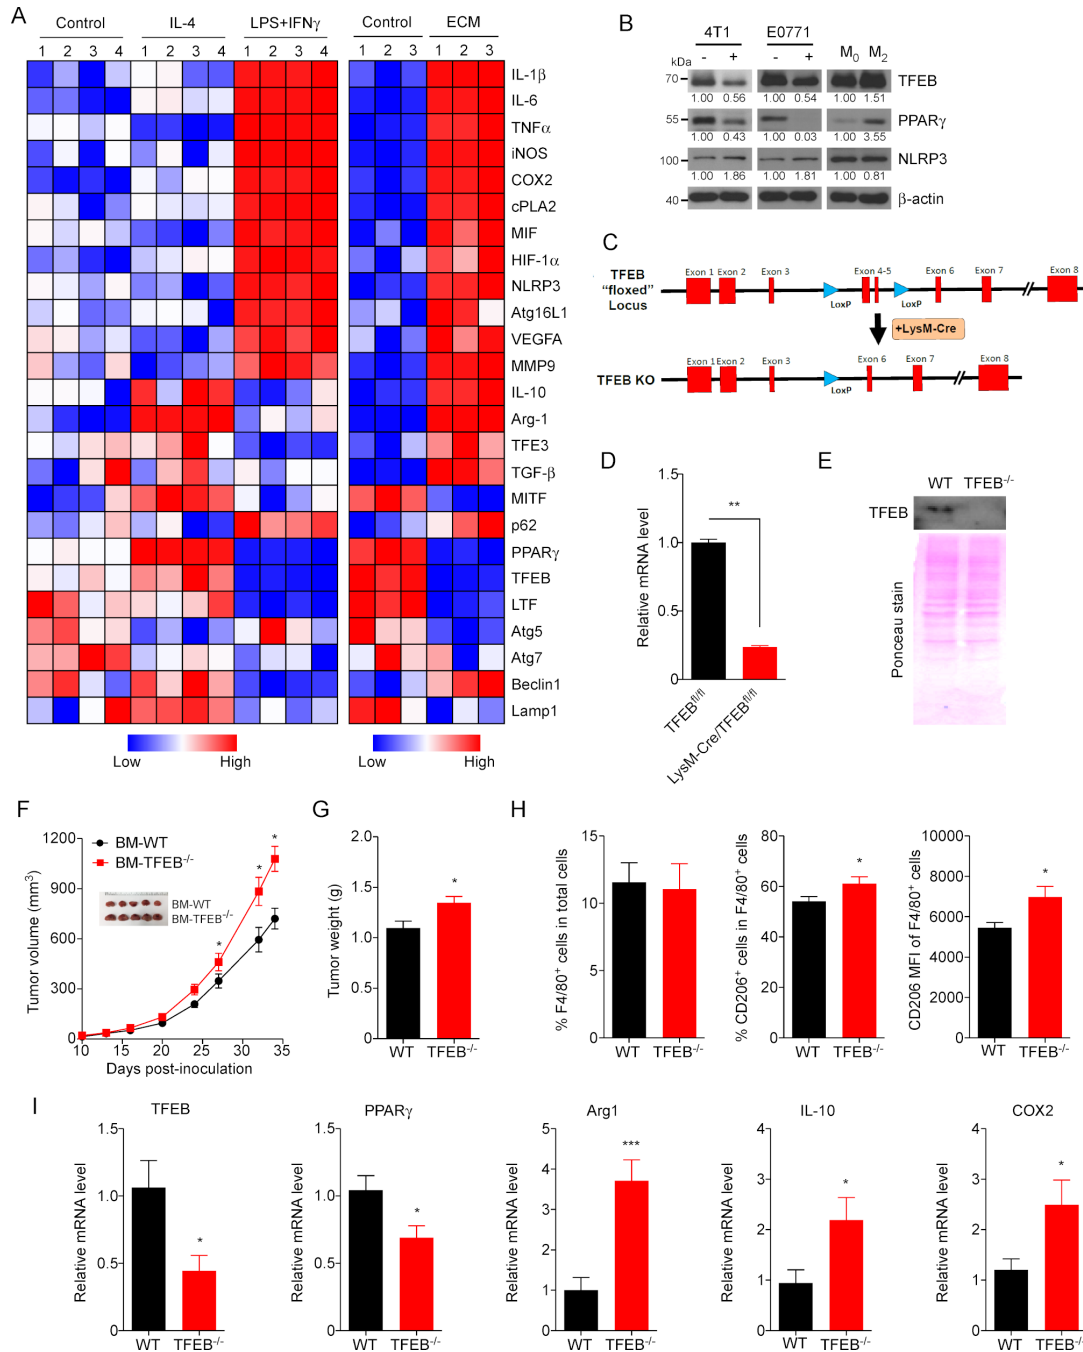 A
Control IL-4 LPS+IFNγ Control ECM
1 2 3 4 1 2 3 4 1 2 3 4 1 2 3 1 2 3
IL-1β
IL-6
TNFα
iNOS
COX2
cPLA2
MIF
HIF-1α
NLRP3
Atg16L1
VEGFA
MMP9
IL-10
Arg-1
TFE3
TGF-β
MITF
p62
PPARγ
TFEB
LTF
Atg5
Atg7
Beclin1
Lamp1
Low High Low High
B
4T1 E0771
kDa - + - + M0 M2
70 TFEB
1.00 0.56 1.00 0.54 1.00 1.51
55 PPARγ
1.00 0.43 1.00 0.03 1.00 3.55
100 NLRP3
1.00 1.86 1.00 1.81 1.00 0.81
40 β-actin
C
TFEB
"floxed"
Locus
Exon 1 Exon 2 Exon 3 Exon 4-5 Exon 6 Exon 7 Exon 8
LoxP LoxP
+LysM-Cre
Exon 1 Exon 2 Exon 3 Exon 6 Exon 7 Exon 8
TFEB KO
LoxP
D
Relative mRNA level
1.5
1.0
0.5
0.0
**
TFEBfl/fl
LysM-Cre/TFEBfl/fl
E
WT TFEB-/-
TFEB
Ponceau stain
F
BM-WT
BM-TFEB-/-
Tumor volume (mm3)
1200
900
600
300
0
BM-WT
BM-TFEB-/-
* * *
10 15 20 25 30 35
Days post-inoculation
G
Tumor weight (g)
2.0
1.5
1.0
0.5
0.0
*
WT TFEB-/-
H
% F4/80+ cells in total cells
15
10
5
0
WT TFEB-/-
% CD206+ cells in F4/80+ cells
80
60
40
20
0
*
WT TFEB-/-
CD206 MFI of F4/80+ cells
10000
8000
6000
4000
2000
0
*
WT TFEB-/-
I
TFEB
Relative mRNA level
1.5
1.0
0.5
0.0
*
WT TFEB-/-
PPARγ
Relative mRNA level
1.5
1.0
0.5
0.0
*
WT TFEB-/-
Arg1
Relative mRNA level
5
4
3
2
1
0
***
WT TFEB-/-
IL-10
Relative mRNA level
4
3
2
1
0
*
WT TFEB-/-
COX2
Relative mRNA level
4
3
2
1
0
*
WT TFEB-/-